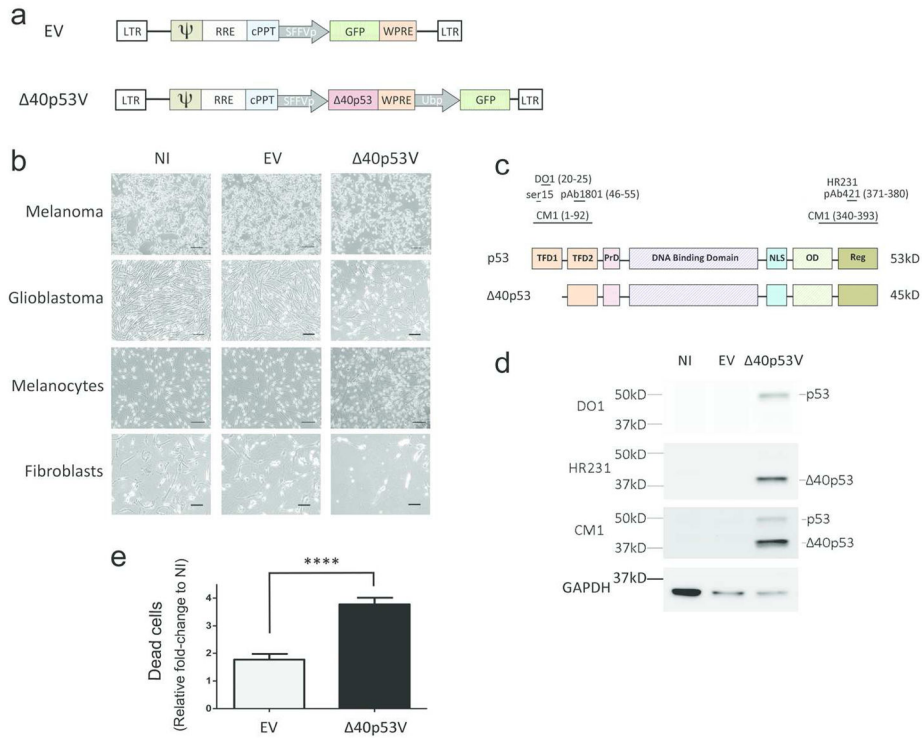 a
EV
LTR Ψ RRE cPPT SFFVp GFP WPRE LTR
Δ40p53V
LTR Ψ RRE cPPT SFFVp Δ40p53 WPRE Ubp GFP LTR
b
NI EV Δ40p53V
Melanoma
Glioblastoma
Melanocytes
Fibroblasts
c
DO1 (20-25)
ser15 pAb1801 (46-55)
CM1 (1-92)
HR231
pAb421 (371-380)
CM1 (340-393)
p53 TFD1 TFD2 PrD DNA Binding Domain NLS OD Reg 53kD
Δ40p53 45kD
d
NI EV Δ40p53V
DO1 50kD p53
37kD
HR231 50kD
37kD Δ40p53
CM1 50kD p53
37kD Δ40p53
GAPDH 37kD
e
****
Dead cells
(Relative fold-change to NI)
4
3
2
1
0
EV Δ40p53V